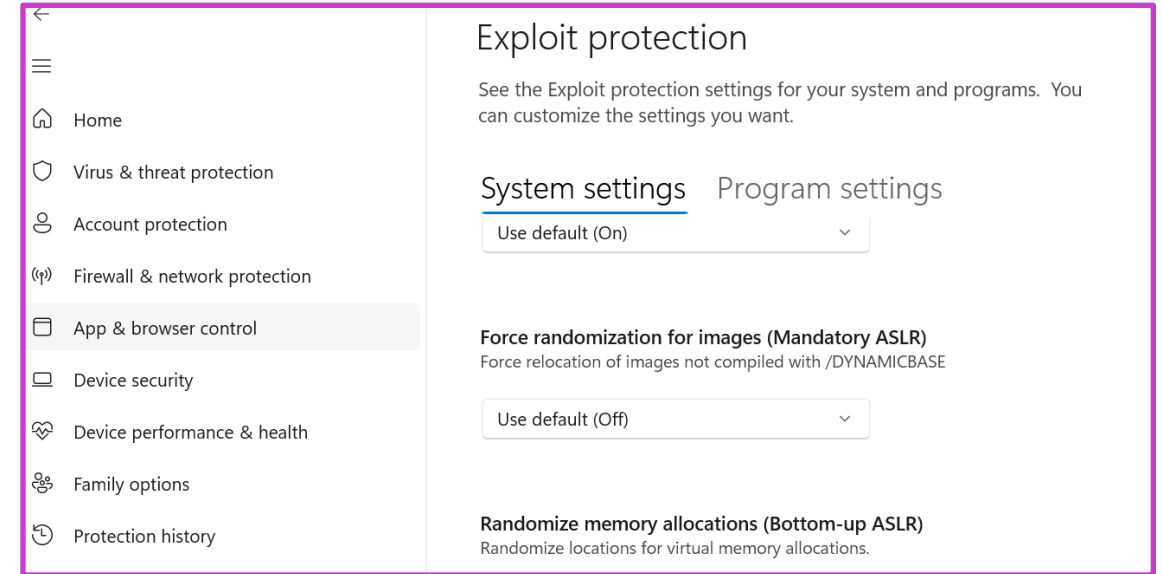 Home
Virus & threat protection
Account protection
Firewall & network protection
App & browser control
Device security
Device performance & health
Family options
Protection history
Exploit protection
See the Exploit protection settings for your system and programs. You
can customize the settings you want.
System settings Program settings
Use default (On)
Force randomization for images (Mandatory ASLR)
Force relocation of images not compiled with /DYNAMICBASE
Use default (Off)
Randomize memory allocations (Bottom-up ASLR)
Randomize locations for virtual memory allocations.